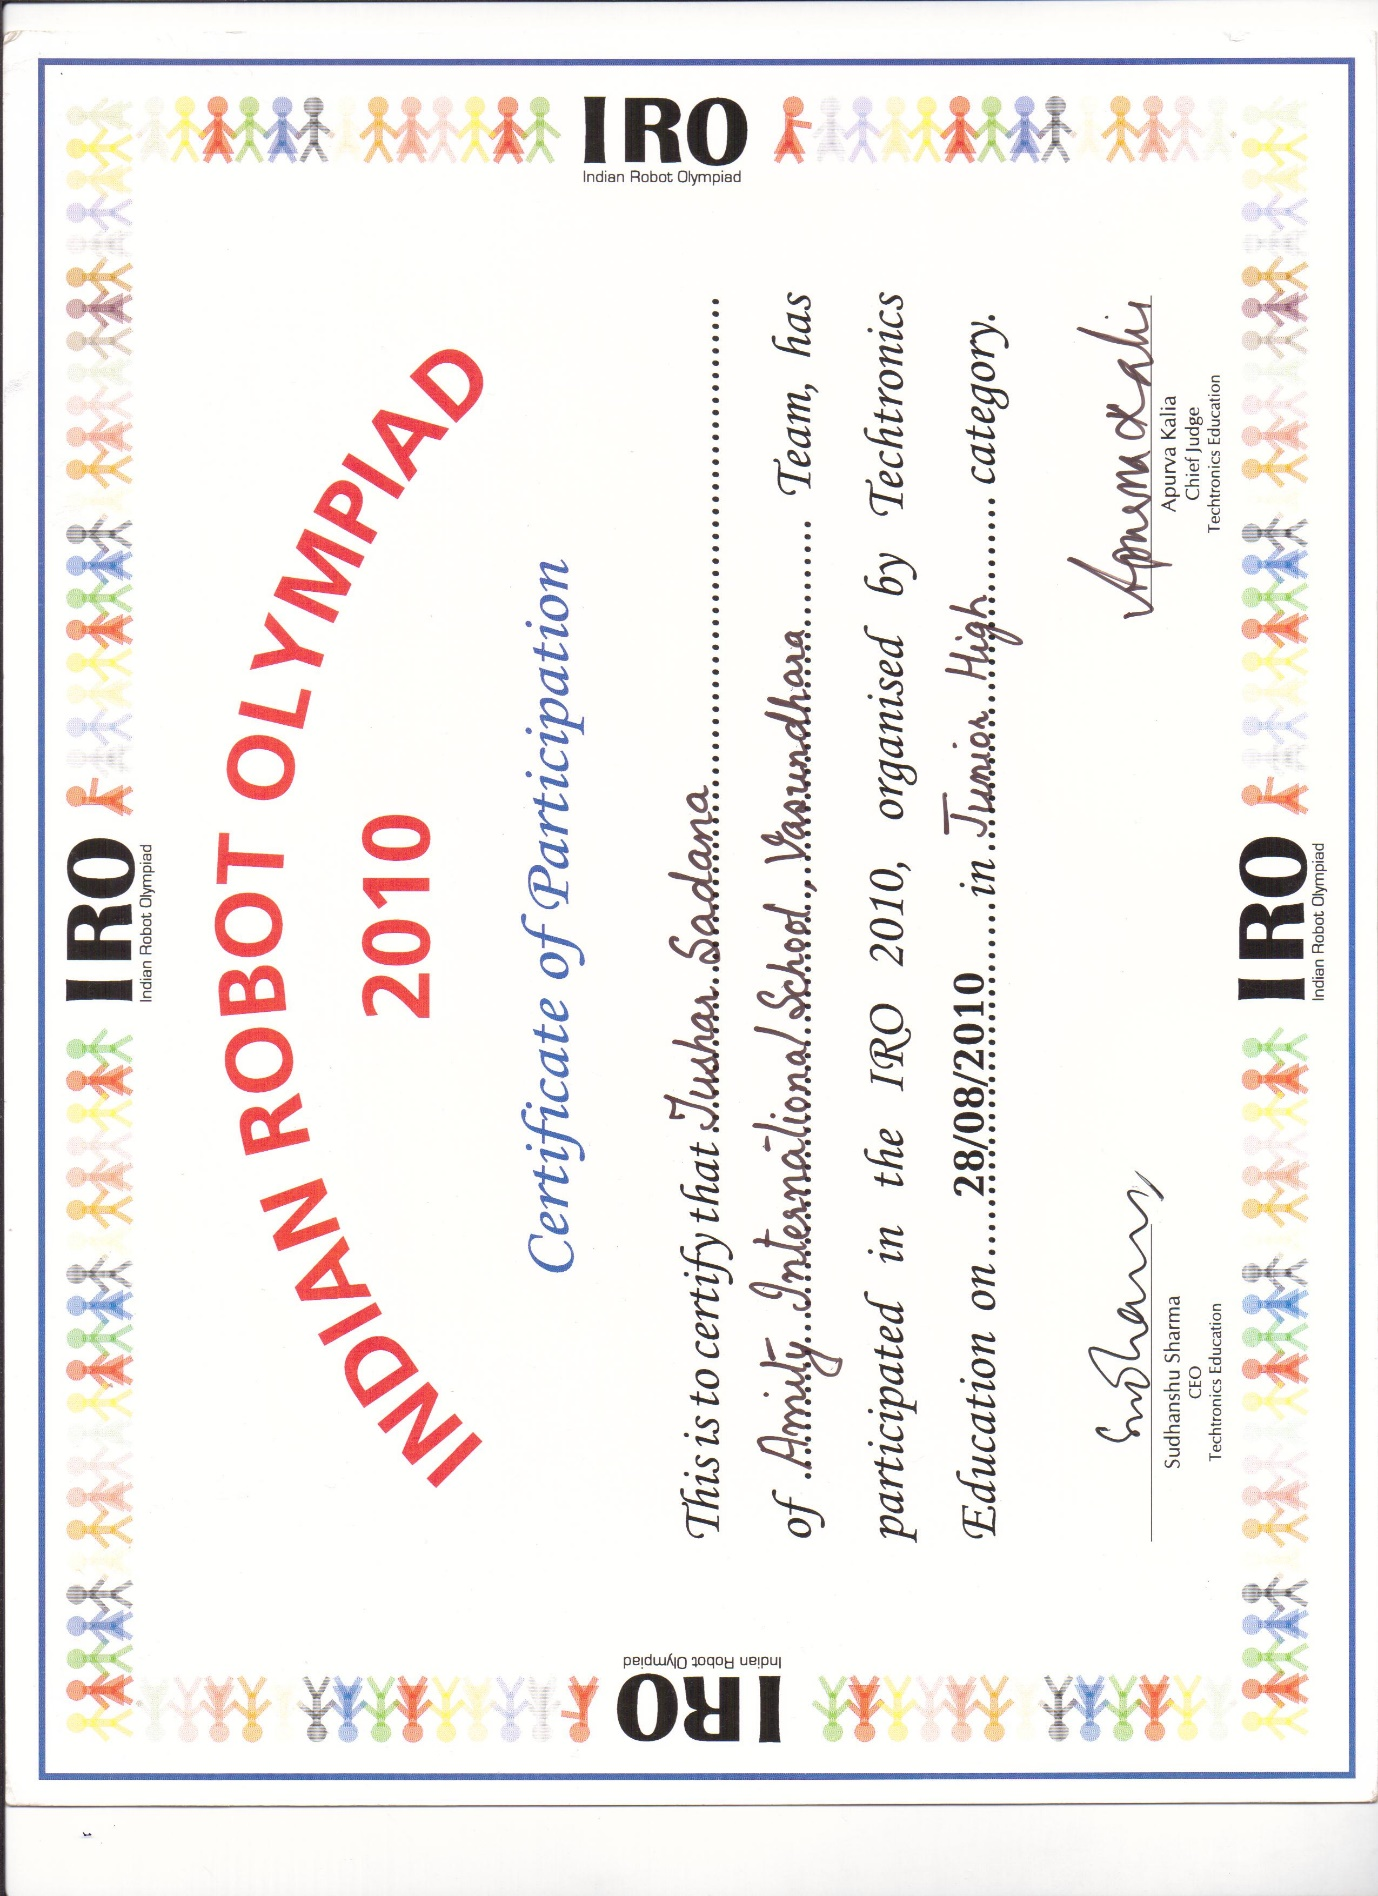 IRO
Indian Robot Olympiad
INDIAN ROBOT OLYMPIAD
2010
Certificate of Participation
This is to certify that Tushar Sadana
of Amity International School, Vasundhara Team, has
participated in the IRO 2010, organised by Techtronics
Education on 28/08/2010 in Junior High category.
SudSharma
Sudhanshu Sharma
CEO
Techtronics Education
Apurva Kalia
Apurva Kalia
Chief Judge
Techtronics Education
IRO
Indian Robot Olympiad
IRO
Indian Robot Olympiad
IRO
Indian Robot Olympiad